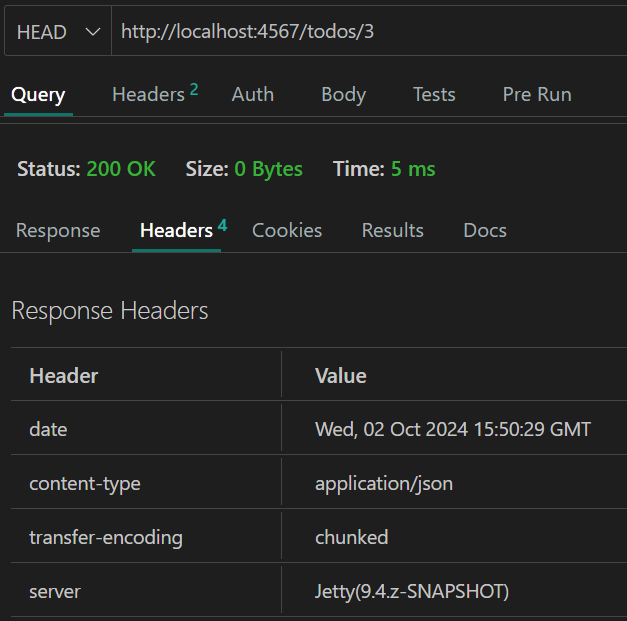 HEAD http://localhost:4567/todos/3
Query Headers 2 Auth Body Tests Pre Run
Status: 200 OK Size: 0 Bytes Time: 5 ms
Response Headers 4 Cookies Results Docs
Response Headers
Header Value
date Wed, 02 Oct 2024 15:50:29 GMT
content-type application/json
transfer-encoding chunked
server Jetty(9.4.z-SNAPSHOT)